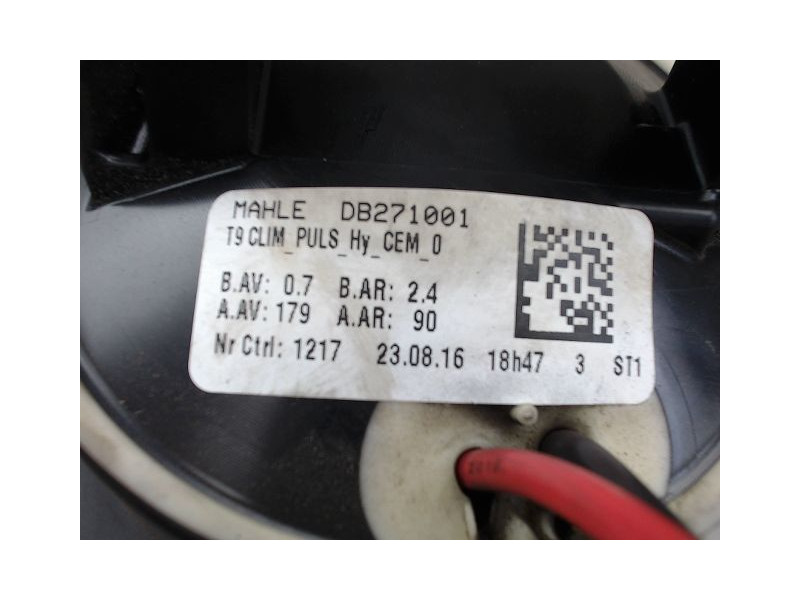 MAHLE DB271001
T9 CLIM_PULS_Hy_CEM_0
B.AV: 0.7 B.AR: 2.4
A.AV: 179 A.AR: 90
Nr Ctrl: 1217 23.08.16 18h47 3 ST1